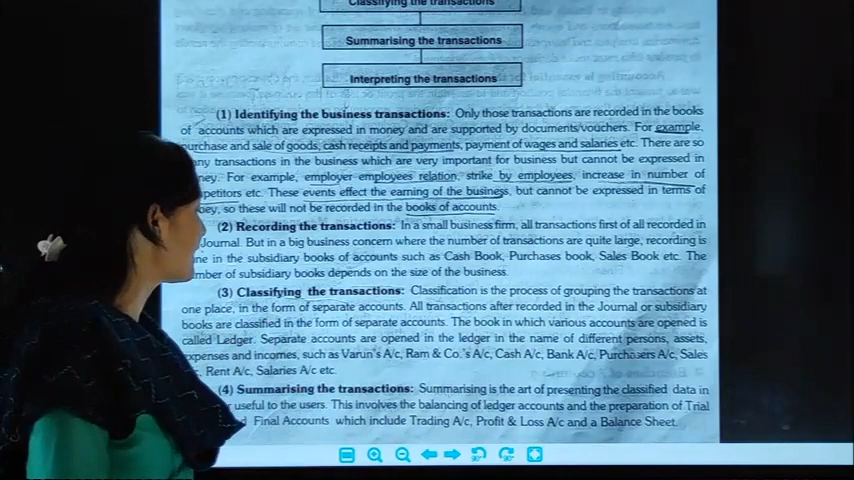 Classifying the transactions
Summarising the transactions
Interpreting the transactions
(1) Identifying the business transactions: Only those transactions are recorded in the books
of accounts which are expressed in money and are supported by documents/vouchers. For example,
purchase and sale of goods, cash receipts and payments, payment of wages and salaries etc. There are so
transactions in the business which are very important for business but cannot be expressed in
For example, employer employees relation, strike by employees, increase in number of
etc. These events effect the earning of the business, but cannot be expressed in terms of
so these will not be recorded in the books of accounts.
(2) Recording the transactions: In a small business firm, all transactions first of all recorded in
Journal. But in a big business concern where the number of transactions are quite large, recording is
in the subsidiary books of accounts such as Cash Book, Purchases book, Sales Book etc. The
of subsidiary books depends on the size of the business.
(3) Classifying the transactions: Classification is the process of grouping the transactions at
one place, in the form of separate accounts. All transactions after recorded in the Journal or subsidiary
books are classified in the form of separate accounts. The book in which various accounts are opened is
called Ledger. Separate accounts are opened in the ledger in the name of different persons, assets,
expenses and incomes, such as Varun's A/c, Ram & Co.'s A/c, Cash A/c, Bank A/c, Purchases A/c, Sales
Rent A/c, Salaries A/c etc.
(4) Summarising the transactions: Summarising is the art of presenting the classified data in
useful to the users. This involves the balancing of ledger accounts and the preparation of Trial
Final Accounts which include Trading A/c, Profit & Loss A/c and a Balance Sheet.